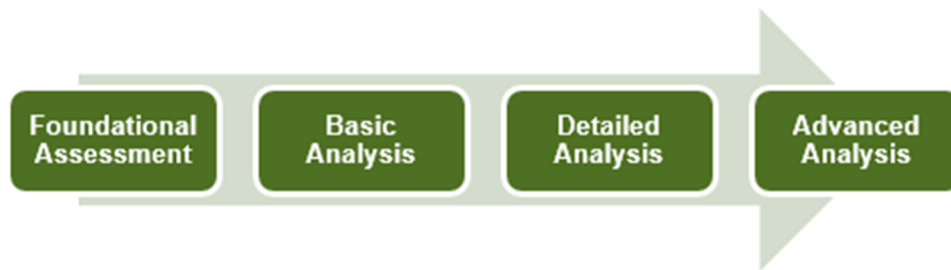 Foundational
Assessment
Basic
Analysis
Detailed
Analysis
Advanced
Analysis